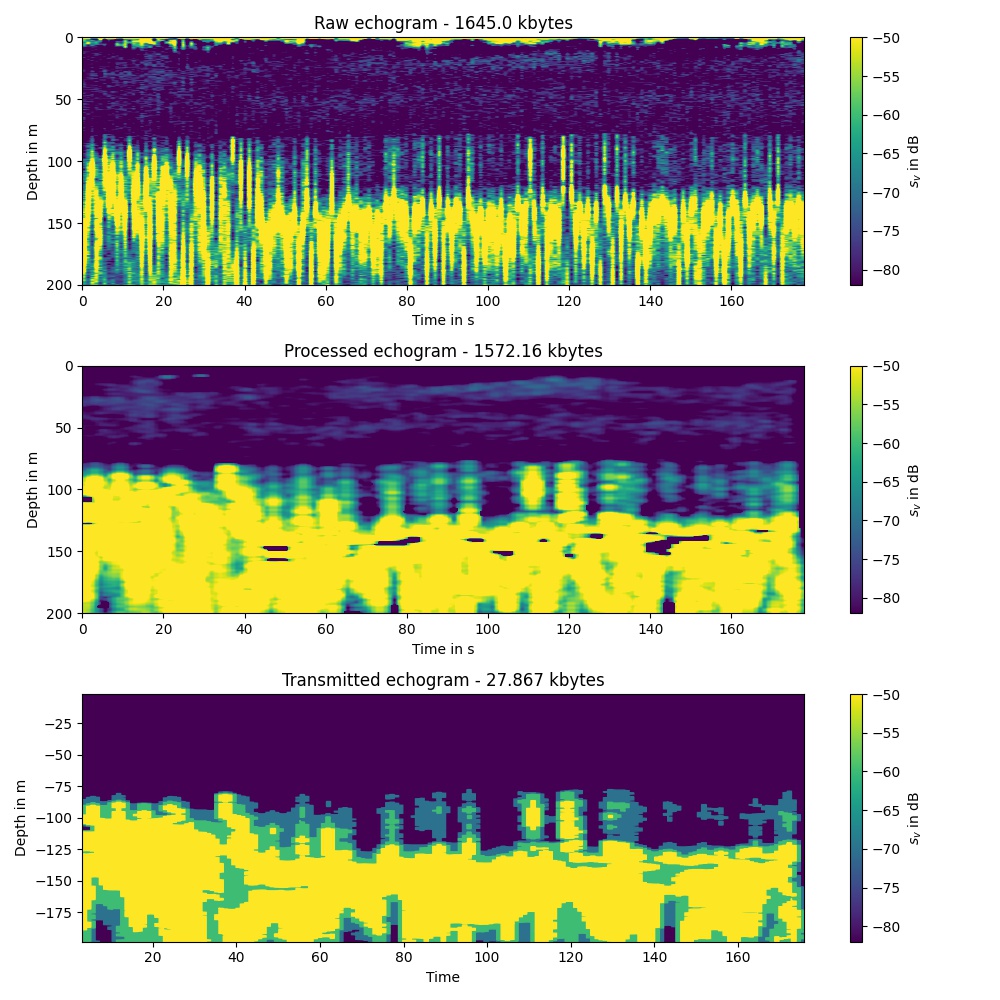 Raw echogram - 1645.0 kbytes
0
50
100
150
200
Depth in m
0 20 40 60 80 100 120 140 160
Time in s
−50
−55
−60
−65
−70
−75
−80
sv in dB
Processed echogram - 1572.16 kbytes
0
50
100
150
200
Depth in m
0 20 40 60 80 100 120 140 160
Time in s
−50
−55
−60
−65
−70
−75
−80
sv in dB
Transmitted echogram - 27.867 kbytes
−25
−50
−75
−100
−125
−150
−175
Depth in m
20 40 60 80 100 120 140 160
Time
−50
−55
−60
−65
−70
−75
−80
sv in dB